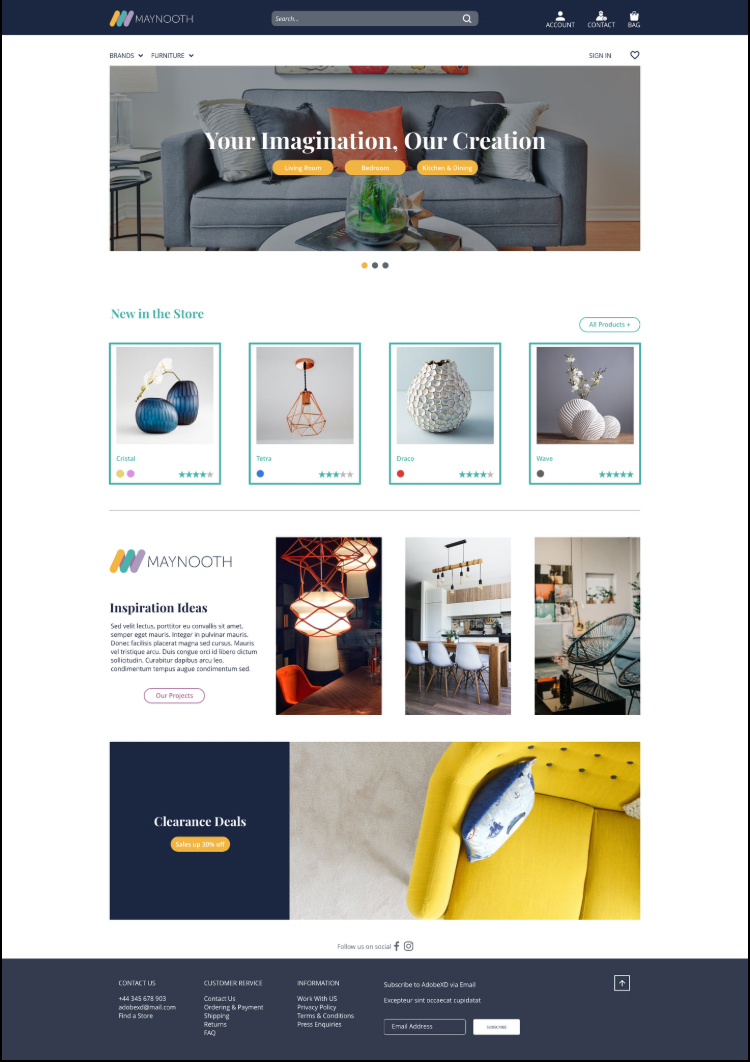 MAYNOOTH
Search...
ACCOUNT
CONTACT
BAG
BRANDS
FURNITURE
SIGN IN
Your Imagination, Our Creation
Living Room
Bedroom
Kitchen & Dining
New in the Store
All Products +
Cristal
Tetra
Draco
Wave
MAYNOOTH
Inspiration Ideas
Sed velit lectus, porttitor eu convallis sit amet,
semper eget mauris. Integer in pulvinar mauris.
Donec facilisis placerat magna sed cursus. Mauris
vel tristique arcu. Duis congue orci id libero dictum
sollicitudin. Curabitur dapibus arcu leo,
condimentum tempus augue condimentum sed.
Our Projects
Clearance Deals
Sales up 30% off
Follow us on social
CONTACT US
+44 345 678 903
adobexd@mail.com
Find a Store
CUSTOMER RERVICE
Contact Us
Ordering & Payment
Shipping
Returns
FAQ
INFORMATION
Work With US
Privacy Policy
Terms & Conditions
Press Enquiries
Subscribe to AdobeXD via Email
Excepteur sint occaecat cupidatat
Email Address
SUBSCRIBE